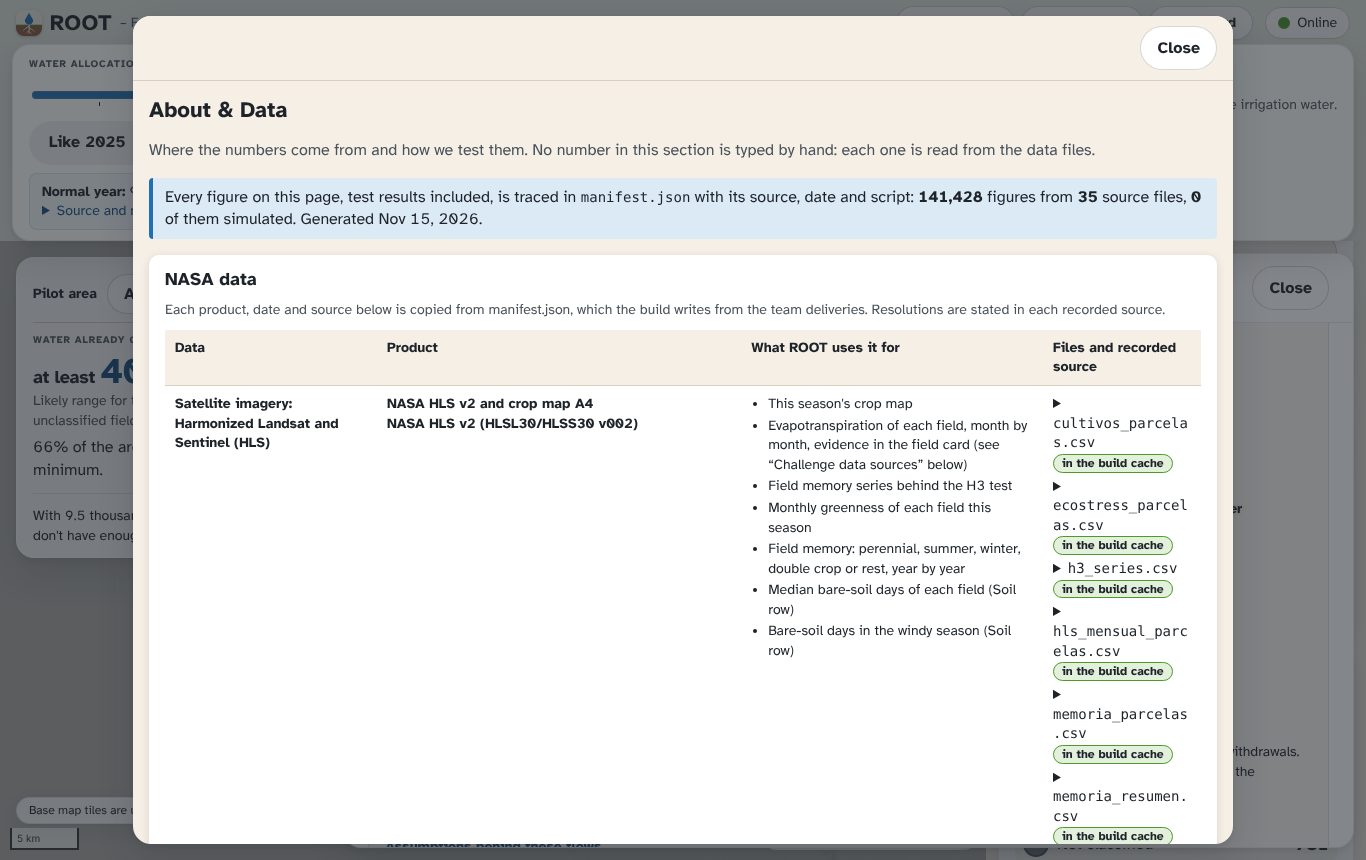 ROOT
Online
WATER ALLOCATIO
Like 2025
Normal year:
Source and
e irrigation water.
Pilot area
WATER ALREADY
at least 40
Likely range for
unclassified field
66% of the
minimum.
With 9.5 thousan
don't have enoug
Base map tiles are
5 km
Close
ithdrawals.
the
Close
About & Data
Where the numbers come from and how we test them. No number in this section is typed by hand: each one is read from the data files.
Every figure on this page, test results included, is traced in manifest.json with its source, date and script: 141,428 figures from 35 source files, 0
of them simulated. Generated Nov 15, 2026.
NASA data
Each product, date and source below is copied from manifest.json, which the build writes from the team deliveries. Resolutions are stated in each recorded source.
Data
Product
What ROOT uses it for
Files and recorded
source
Satellite imagery:
Harmonized Landsat and
Sentinel (HLS)
NASA HLS v2 and crop map A4
NASA HLS v2 (HLSL30/HLSS30 v002)
• This season's crop map
• Evapotranspiration of each field, month by
month, evidence in the field card (see
“Challenge data sources” below)
• Field memory series behind the H3 test
• Monthly greenness of each field this
season
• Field memory: perennial, summer, winter,
double crop or rest, year by year
• Median bare-soil days of each field (Soil
row)
• Bare-soil days in the windy season (Soil
row)
cultivos_parcela
s.csv
in the build cache
ecostress_parcel
as.csv
in the build cache
h3_series.csv
in the build cache
hls_mensual_parc
elas.csv
in the build cache
memoria_parcelas
.csv
in the build cache
memoria_resumen.
csv
in the build cache